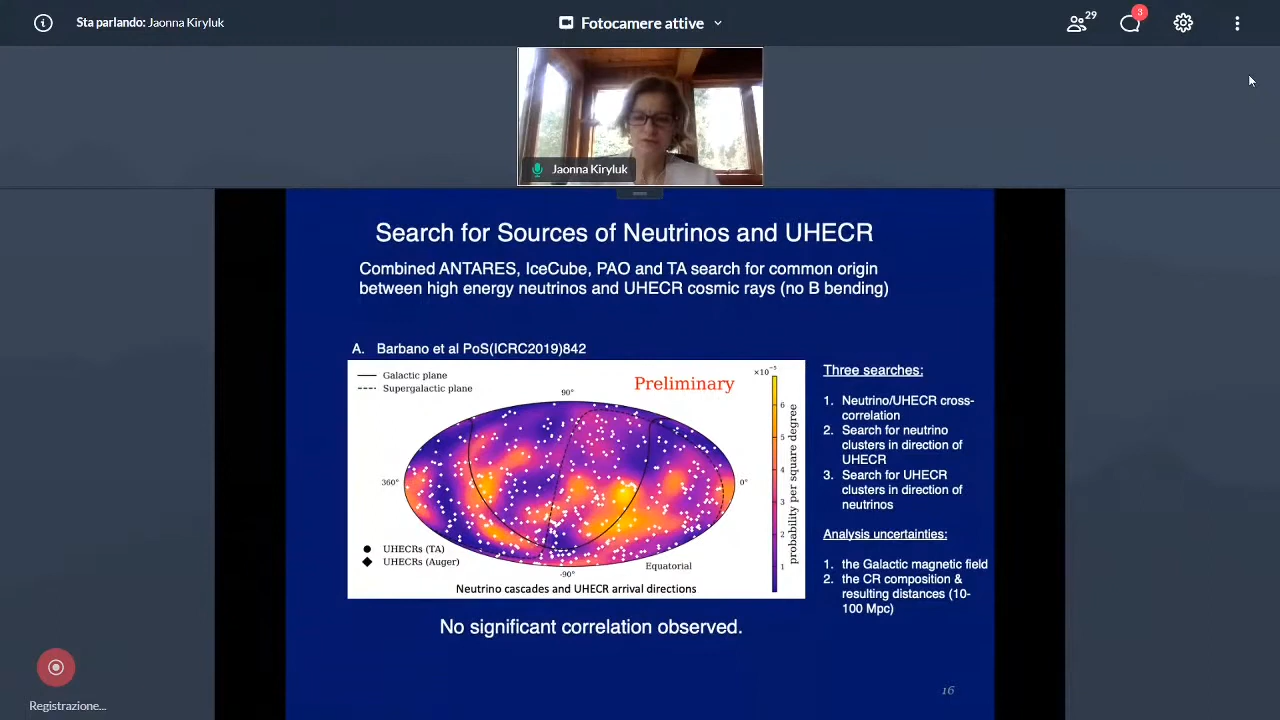 Sta parlando: Jaonna Kiryluk
Fotocamere attive
29
3
Jaonna Kiryluk
Search for Sources of Neutrinos and UHECR
Combined ANTARES, IceCube, PAO and TA search for common origin
between high energy neutrinos and UHECR cosmic rays (no B bending)
A. Barbano et al PoS(ICRC2019)842
Galactic plane
Supergalactic plane
Preliminary
90°
360°
0°
-90°
UHECRs (TA)
UHECRs (Auger)
Equatorial
Neutrino cascades and UHECR arrival directions
×10⁻⁵
6
5
4
3
2
1
probability per square degree
Three searches:
1. Neutrino/UHECR cross-
correlation
2. Search for neutrino
clusters in direction of
UHECR
3. Search for UHECR
clusters in direction of
neutrinos
Analysis uncertainties:
1. the Galactic magnetic field
2. the CR composition &
resulting distances (10-
100 Mpc)
No significant correlation observed.
16
Registrazione...